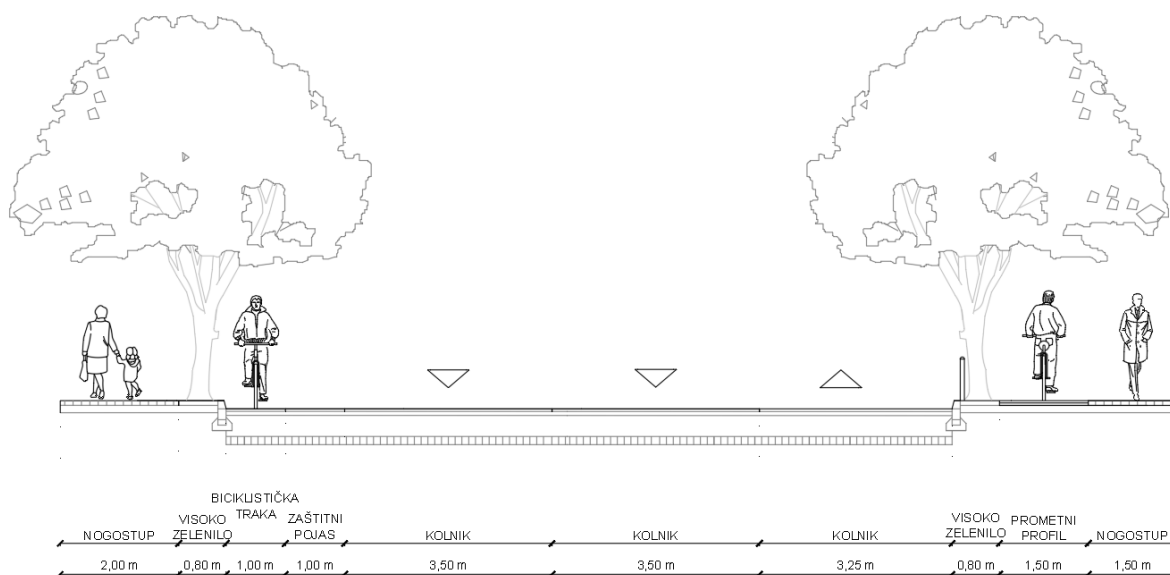 BICIKLISTIČKA
TRAKA
NOGOSTUP
VISOKO
ZELENILO
ZAŠTITNI
POJAS
KOLNIK
KOLNIK
KOLNIK
VISOKO
ZELENILO
PROMETNI
PROFIL
NOGOSTUP
2,00 m
0,80 m
1,00 m
1,00 m
3,50 m
3,50 m
3,25 m
0,80 m
1,50 m
1,50 m